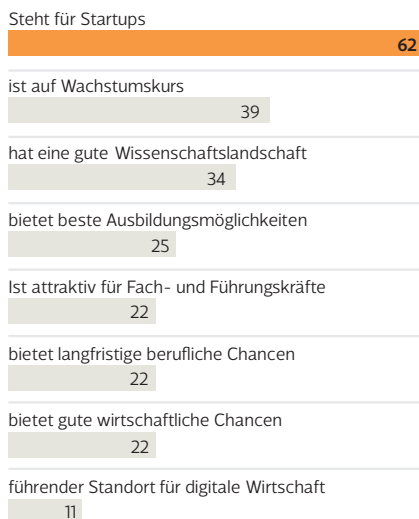 Steht für Startups
62
ist auf Wachstumskurs
39
hat eine gute Wissenschaftslandschaft
34
bietet beste Ausbildungsmöglichkeiten
25
Ist attraktiv für Fach- und Führungskräfte
22
bietet langfristige berufliche Chancen
22
bietet gute wirtschaftliche Chancen
22
führender Standort für digitale Wirtschaft
11